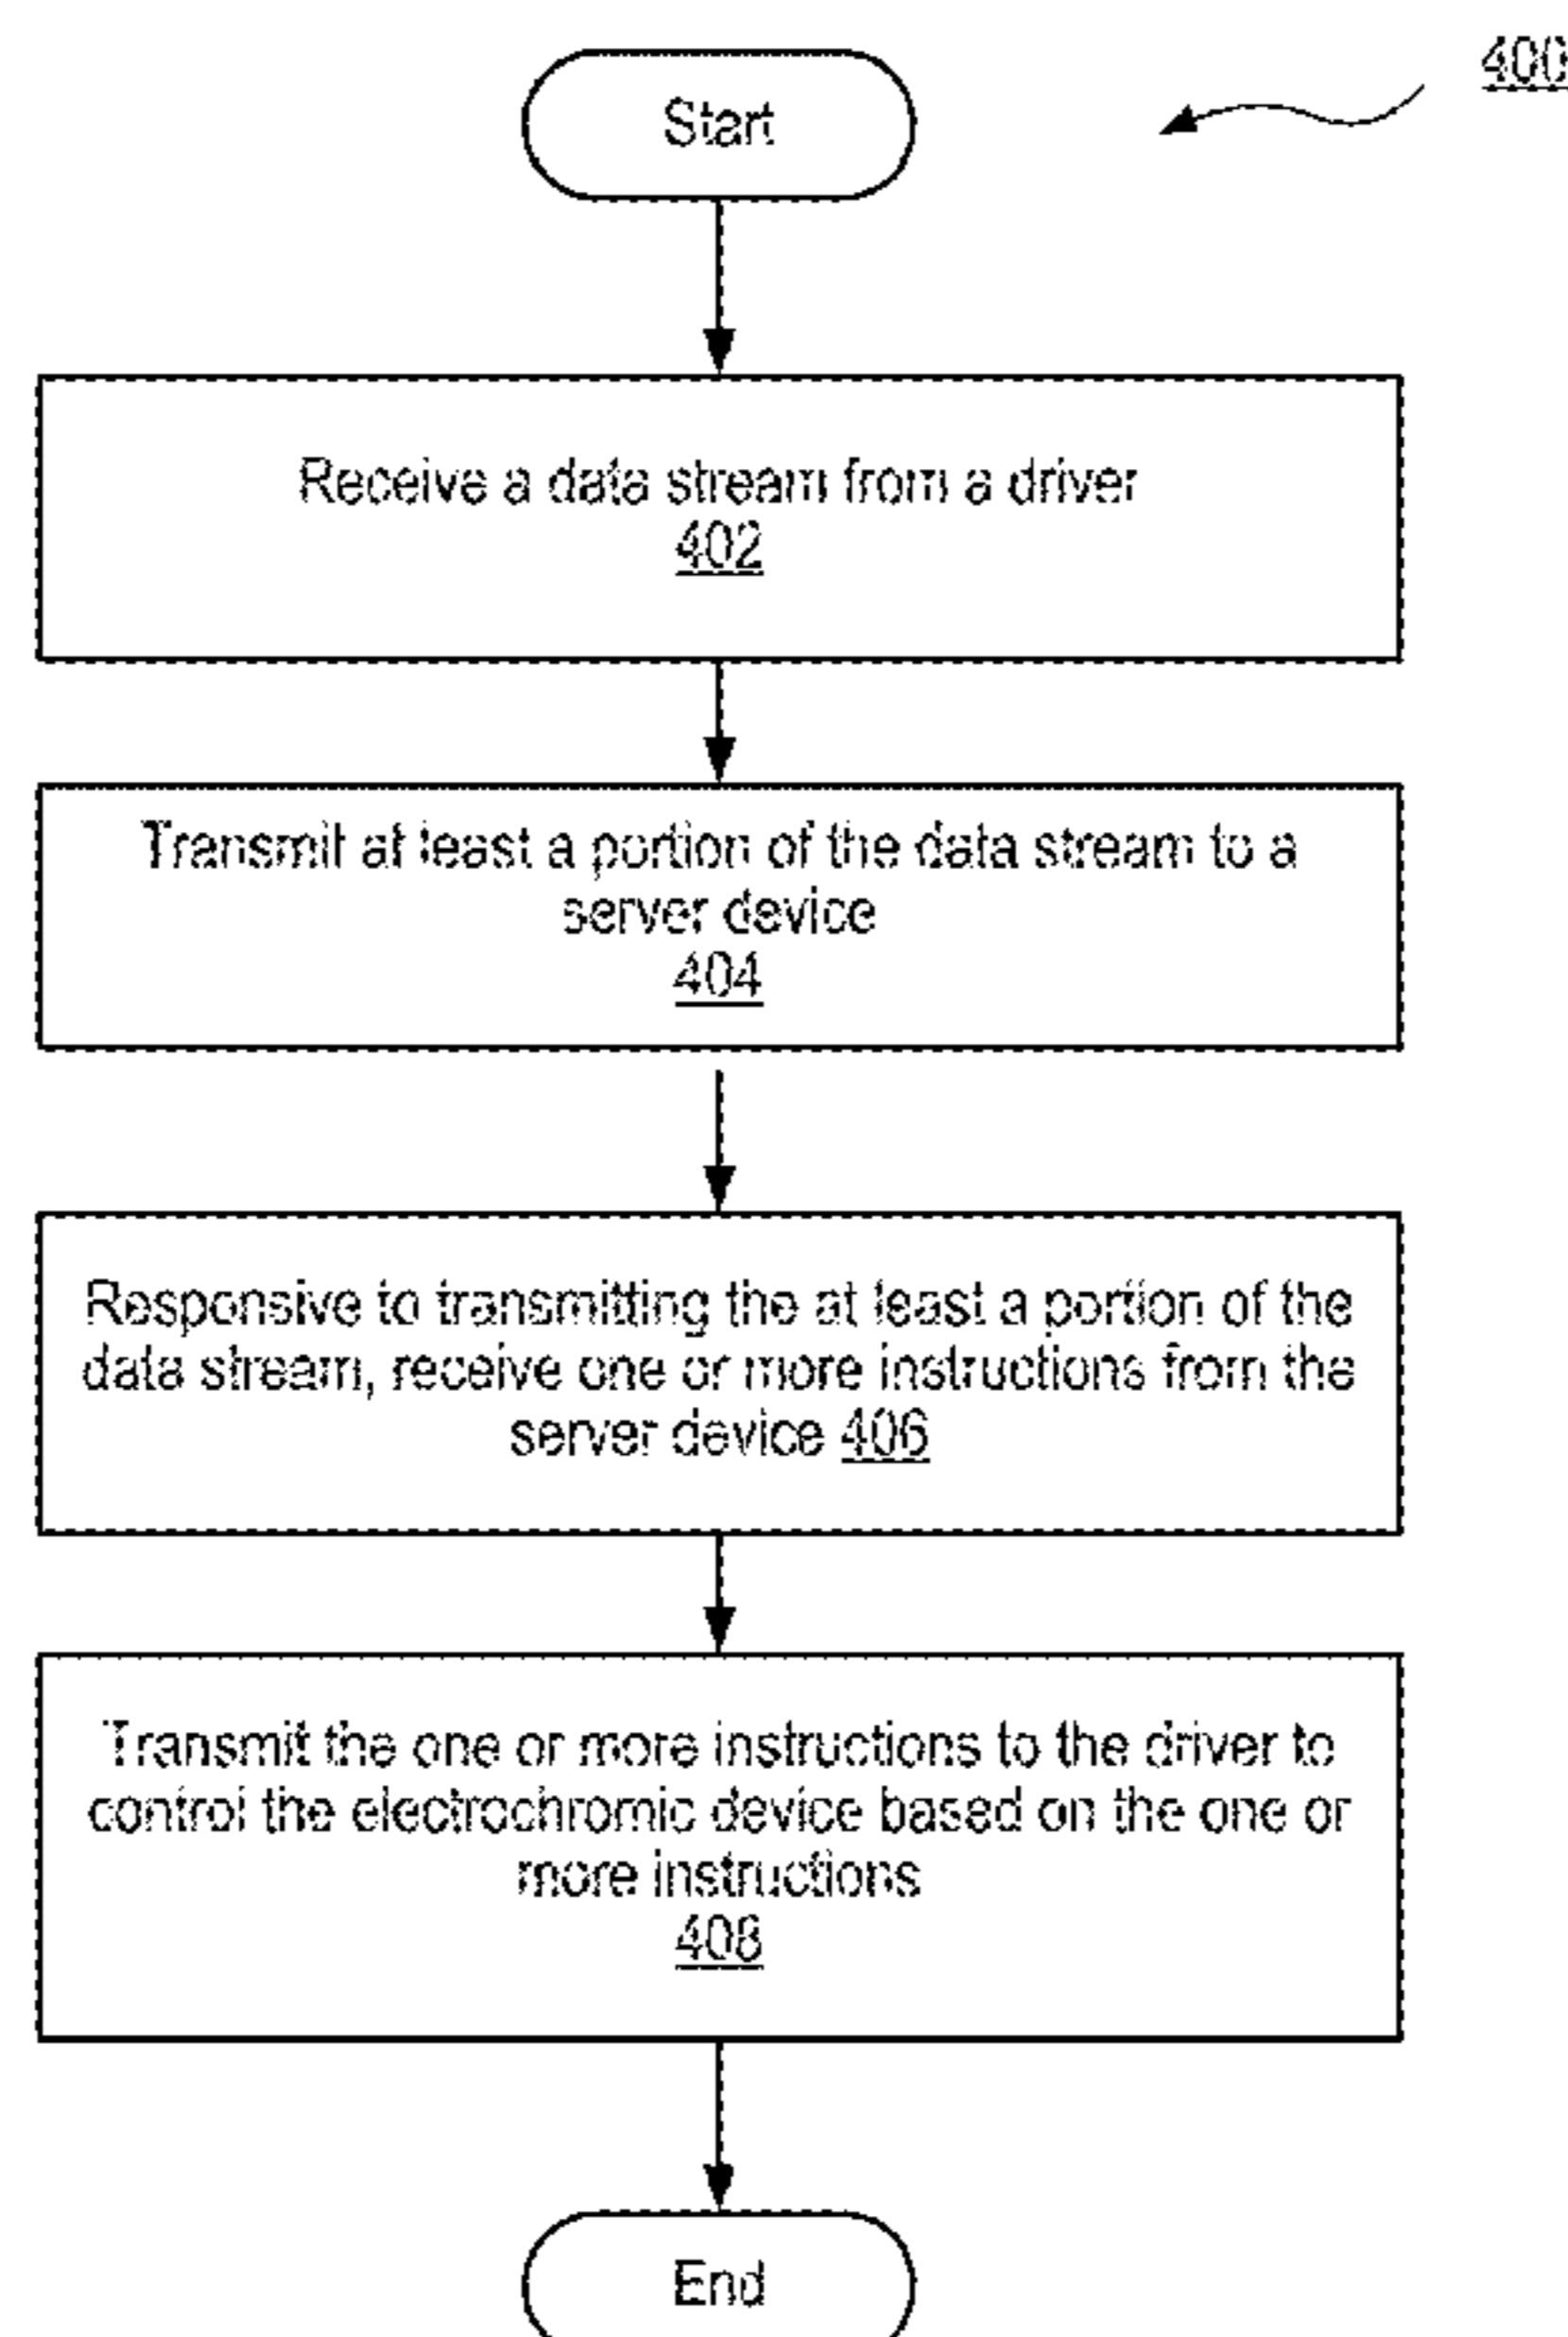 400
Start
Receive a data stream from a driver
402
Transmit at least a portion of the data stream to a
server device
404
Responsive to transmitting the at least a portion of the
data stream, receive one or more instructions from the
server device 406
Transmit the one or more instructions to the driver to
control the electrochromic device based on the one or
more instructions
408
End